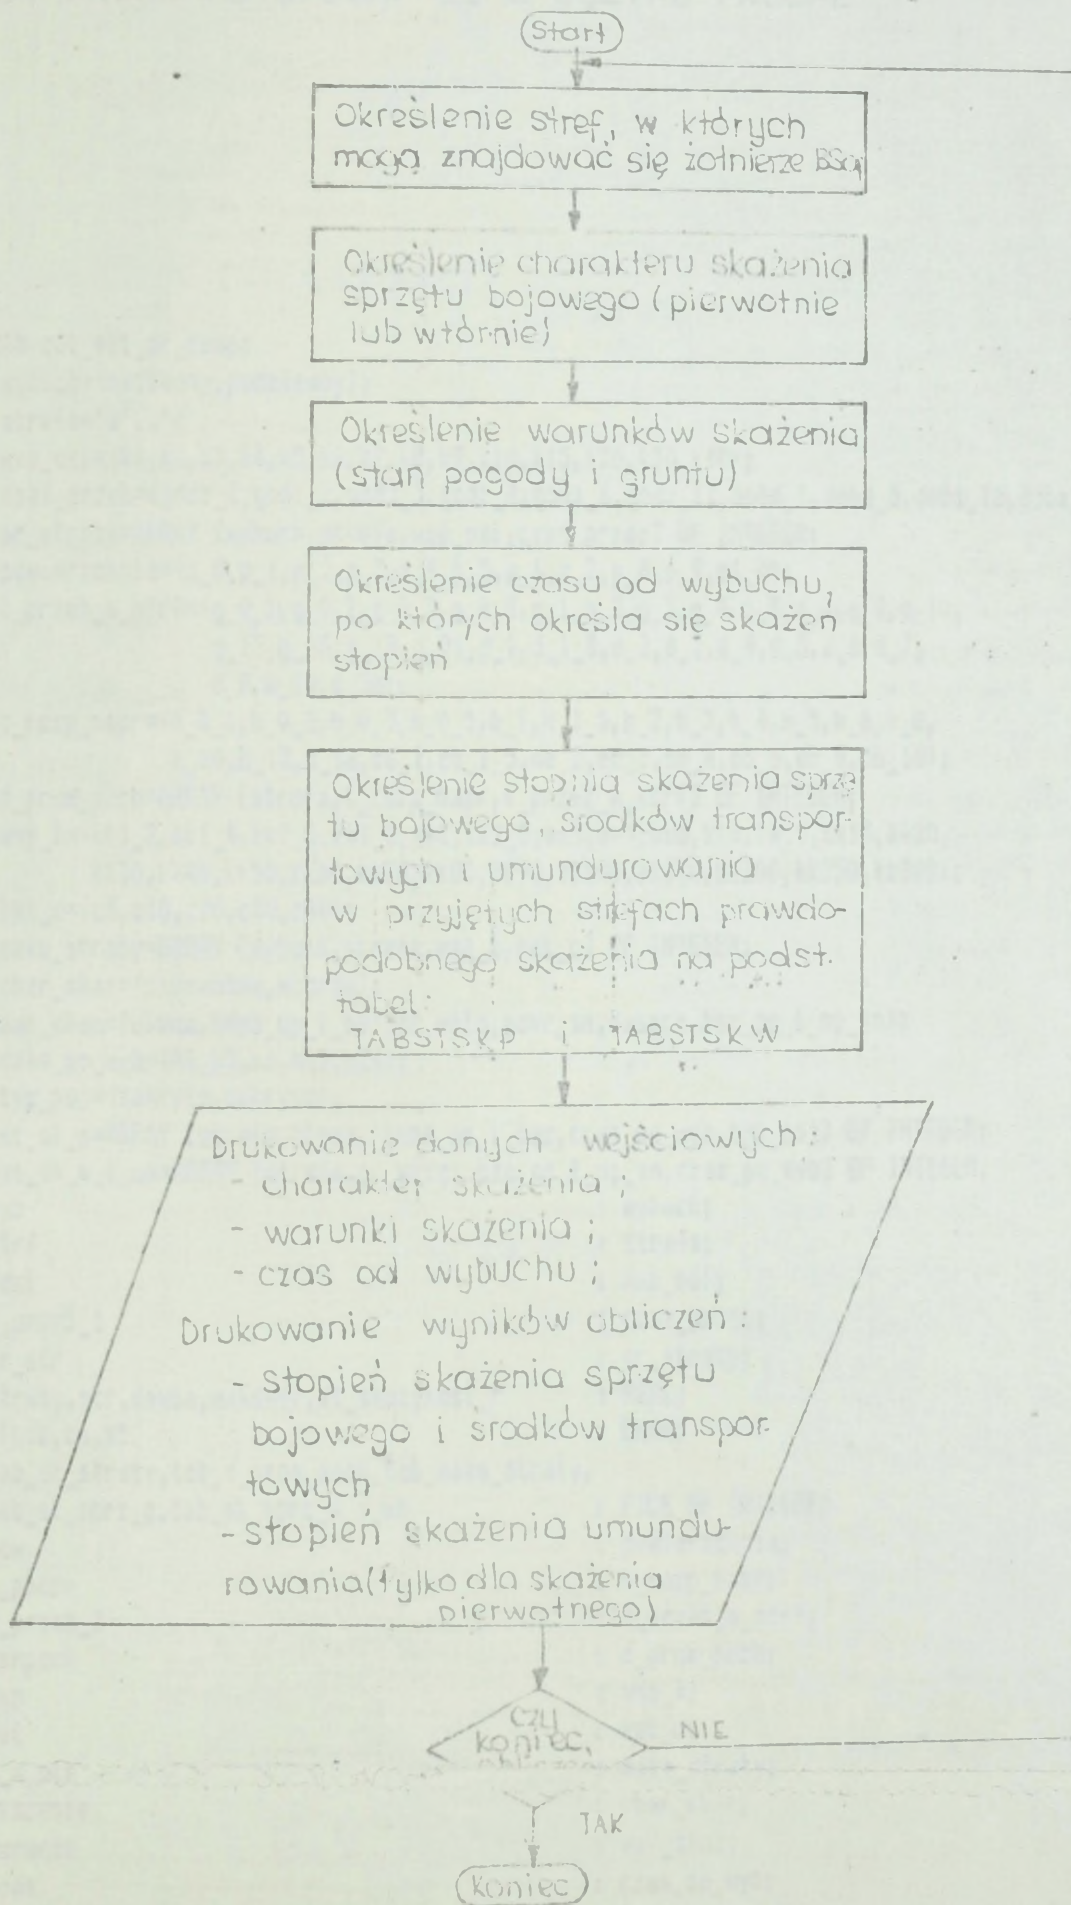 Start
Określenie stref, w których
mogą znajdować się żołnierze
Określenie charakteru skażenia
sprzętu bojowego (pierwotnie
lub wtórnie)
Określenie warunków skażenia
(stan pogody i gruntu)
Określenie czasu od wybuchu,
po których określa się skażeń
stopień
Określenie stopnia skażenia sprzę
tu bojowego, środków transpor-
towych i umundurowania
w przyjętych strefach prawdo-
podobnego skażenia na podst.
tabel:
TABSTSKP i TABSTSKW
Drukowanie danych wejściowych:
- charakter skażenia;
- warunki skażenia;
- czas od wybuchu;
Drukowanie wyników obliczeń:
- stopień skażenia sprzętu
bojowego i środków transpor-
towych
- stopień skażenia umundu-
rowania (tylko dla skażenia
pierwotnego)
czy
koniec,
NIE
TAK
Koniec